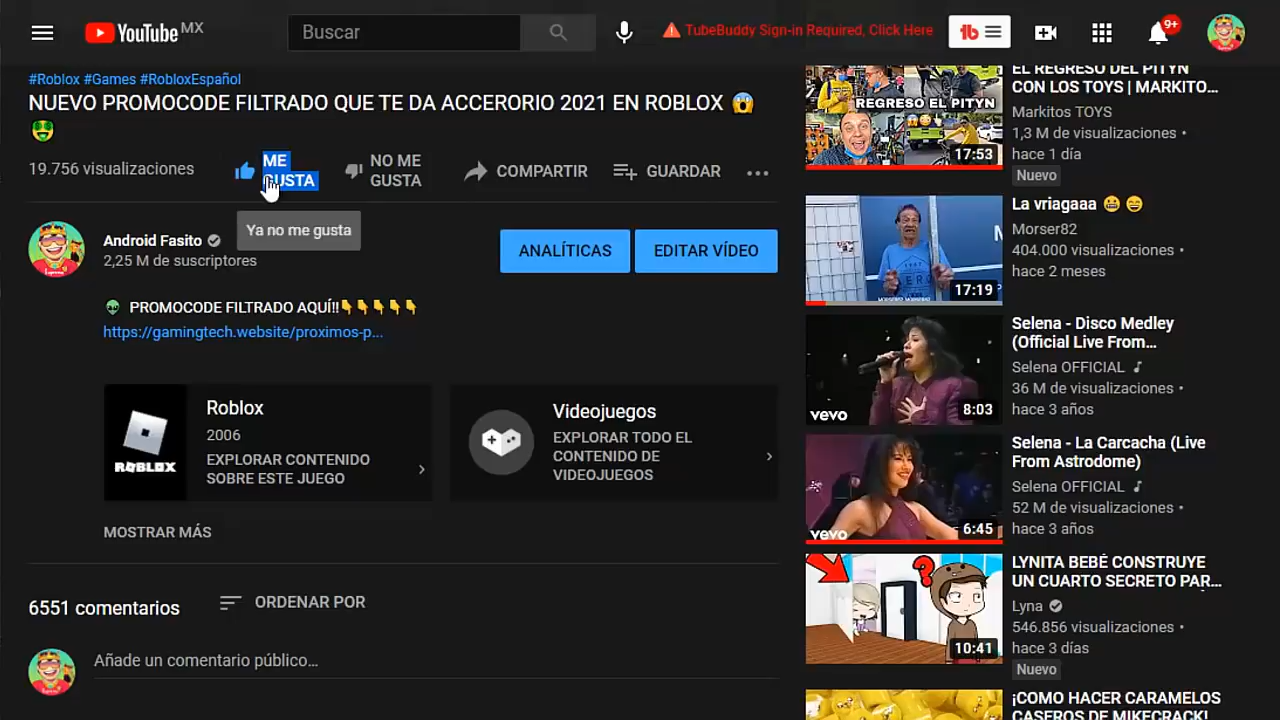 YouTube MX
Buscar
TubeBuddy Sign-in Required, Click Here
tb
9+
#Roblox #Games #RobloxEspañol
NUEVO PROMOCODE FILTRADO QUE TE DA ACCERORIO 2021 EN ROBLOX 😱
🤑
19.756 visualizaciones
ME
GUSTA
NO ME
GUSTA
COMPARTIR
GUARDAR
Ya no me gusta
Android Fasito
2,25 M de suscriptores
ANALÍTICAS
EDITAR VÍDEO
👽 PROMOCODE FILTRADO AQUÍ!!👇👇👇👇👇
https://gamingtech.website/proximos-p...
ROBLOX
Roblox
2006
EXPLORAR CONTENIDO
SOBRE ESTE JUEGO
Videojuegos
EXPLORAR TODO EL
CONTENIDO DE
VIDEOJUEGOS
MOSTRAR MÁS
6551 comentarios
ORDENAR POR
Añade un comentario público...
REGRESO EL PITYN
17:53
EL REGRESO DEL PITYN
CON LOS TOYS | MARKITO...
Markitos TOYS
1,3 M de visualizaciones •
hace 1 día
Nuevo
17:19
La vriagaaa 😬😁
Morser82
404.000 visualizaciones •
hace 2 meses
vevo
8:03
Selena - Disco Medley
(Official Live From...
Selena OFFICIAL
36 M de visualizaciones •
hace 3 años
vevo
6:45
Selena - La Carcacha (Live
From Astrodome)
Selena OFFICIAL
52 M de visualizaciones •
hace 3 años
?
10:41
LYNITA BEBÉ CONSTRUYE
UN CUARTO SECRETO PAR...
Lyna
546.856 visualizaciones •
hace 3 días
Nuevo
¡COMO HACER CARAMELOS
CASEROS DE MIKECRACK!